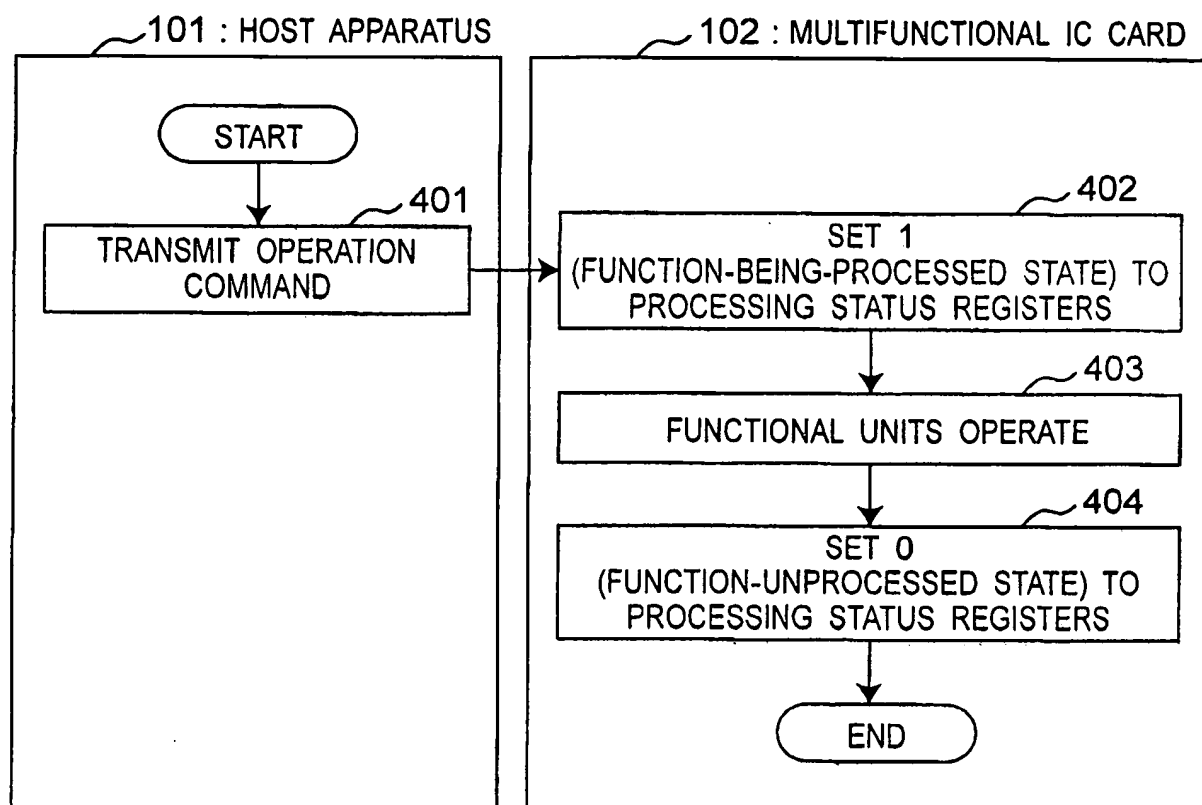 101 : HOST APPARATUS
START
401
TRANSMIT OPERATION
COMMAND
102 : MULTIFUNCTIONAL IC CARD
402
SET 1
(FUNCTION-BEING-PROCESSED STATE) TO
PROCESSING STATUS REGISTERS
403
FUNCTIONAL UNITS OPERATE
404
SET 0
(FUNCTION-UNPROCESSED STATE) TO
PROCESSING STATUS REGISTERS
END